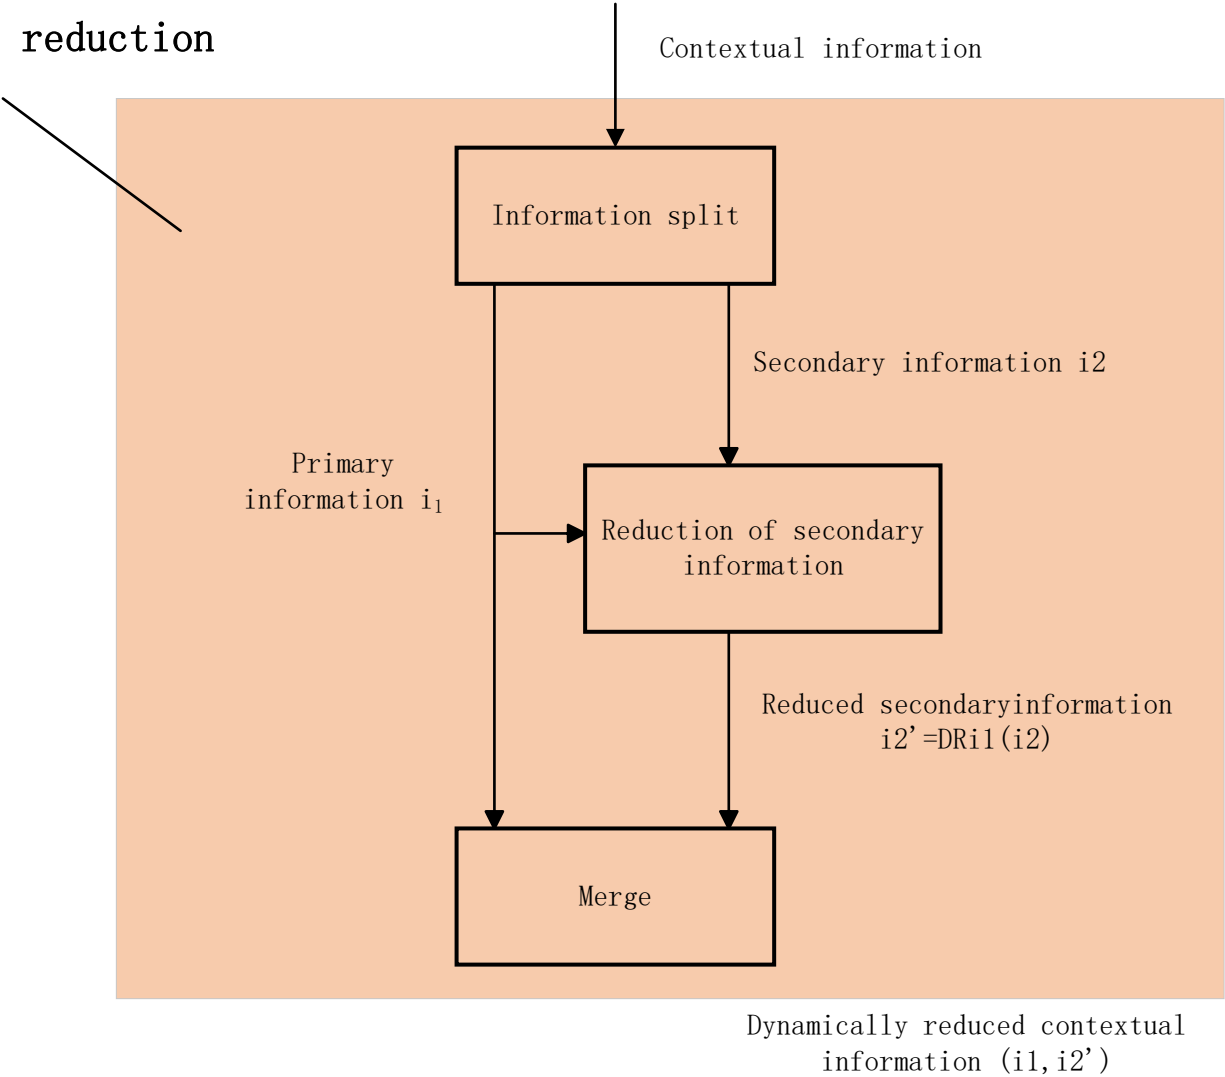 reduction
Contextual information
Information split
Secondary information i2
Primary
information i₁
Reduction of secondary
information
Reduced secondaryinformation
i2'=DRi1(i2)
Merge
Dynamically reduced contextual
information (i1,i2')